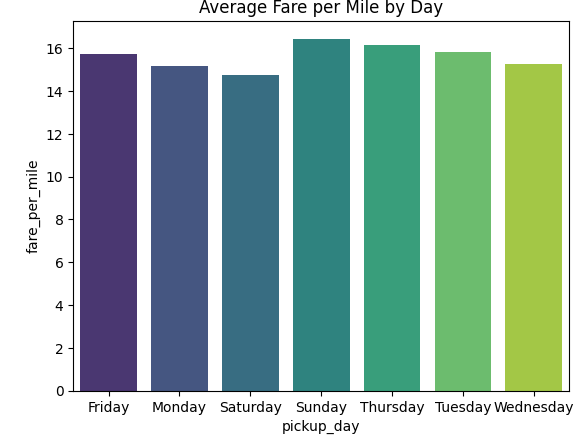 Average Fare per Mile by Day
fare_per_mile
16
14
12
10
8
6
4
2
0
Friday Monday Saturday Sunday Thursday Tuesday Wednesday
pickup_day